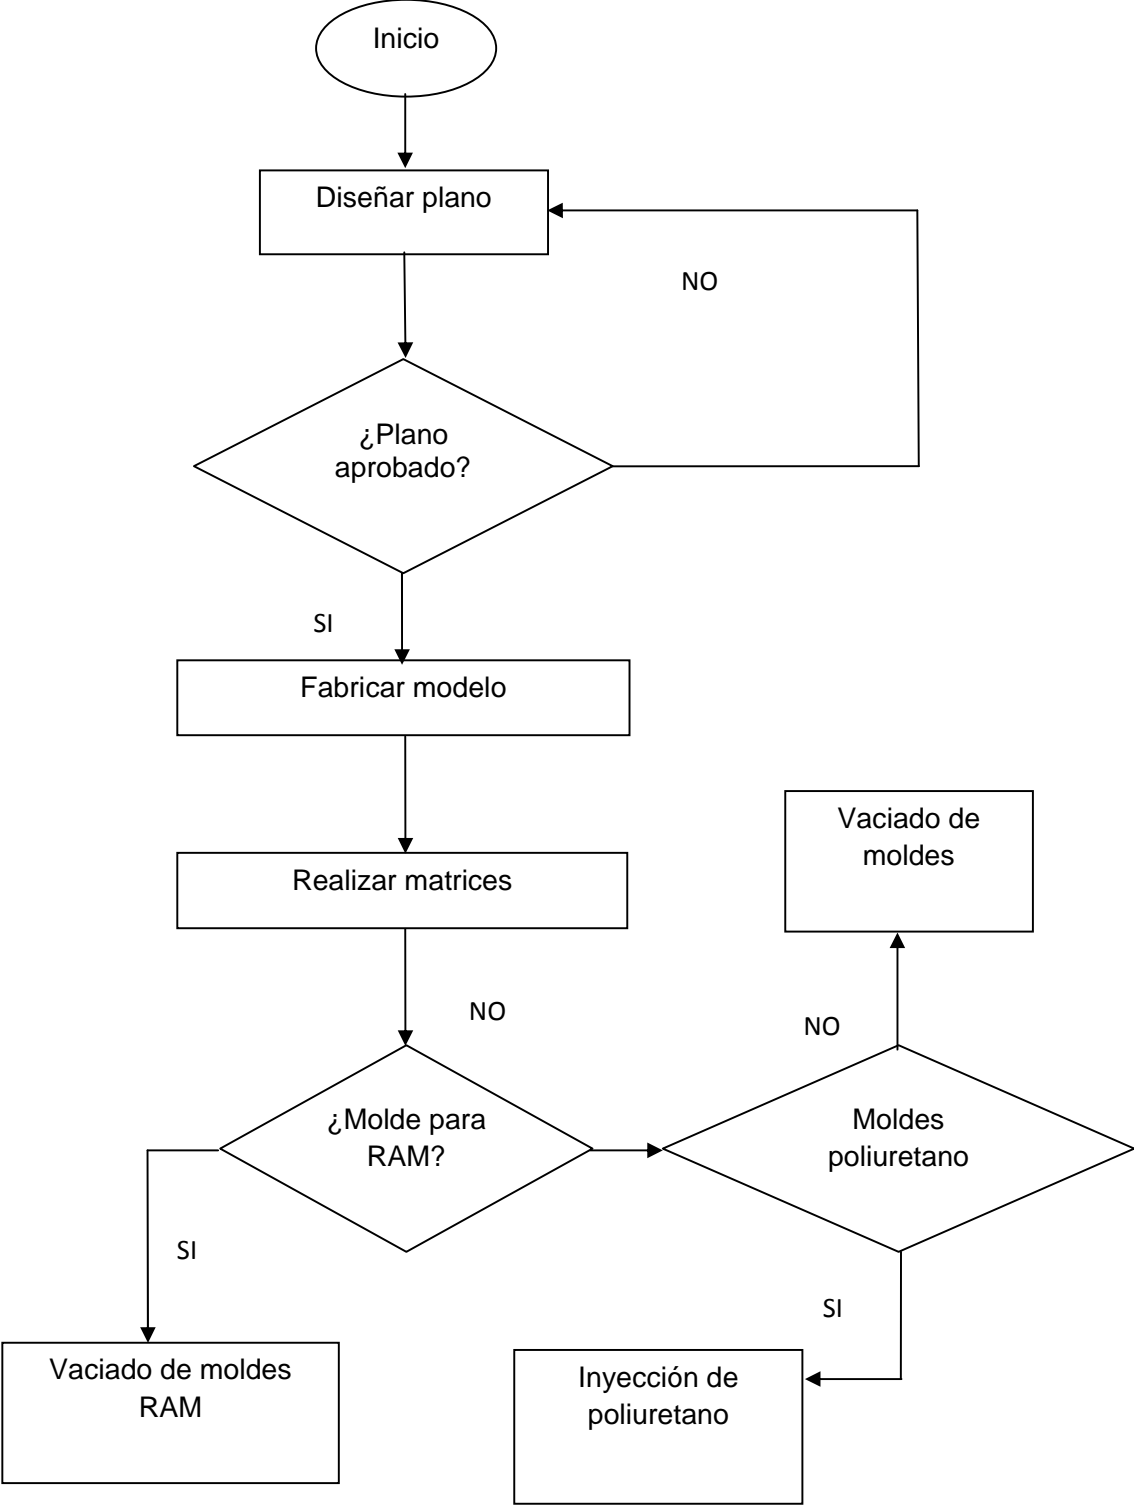 Inicio
Diseñar plano
NO
¿Plano
aprobado?
SI
Fabricar modelo
Vaciado de
moldes
Realizar matrices
NO
NO
¿Molde para
RAM?
Moldes
poliuretano
SI
SI
Vaciado de moldes
RAM
Inyección de
poliuretano